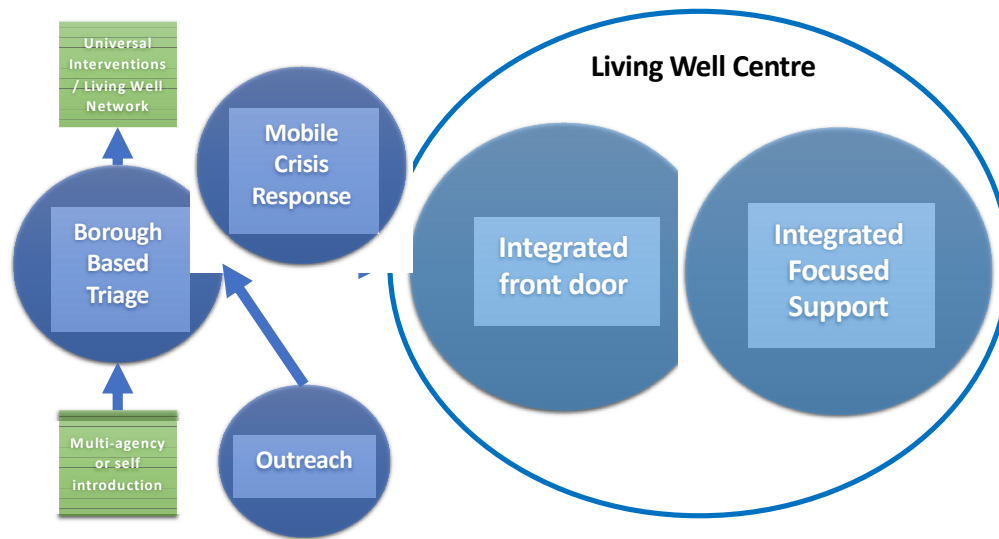 Universal
Interventions
/ Living Well
Network
Mobile
Crisis
Response
Living Well Centre
Borough
Based
Triage
Integrated
front door
Integrated
Focused
Support
Multi-agency
or self
introduction
Outreach